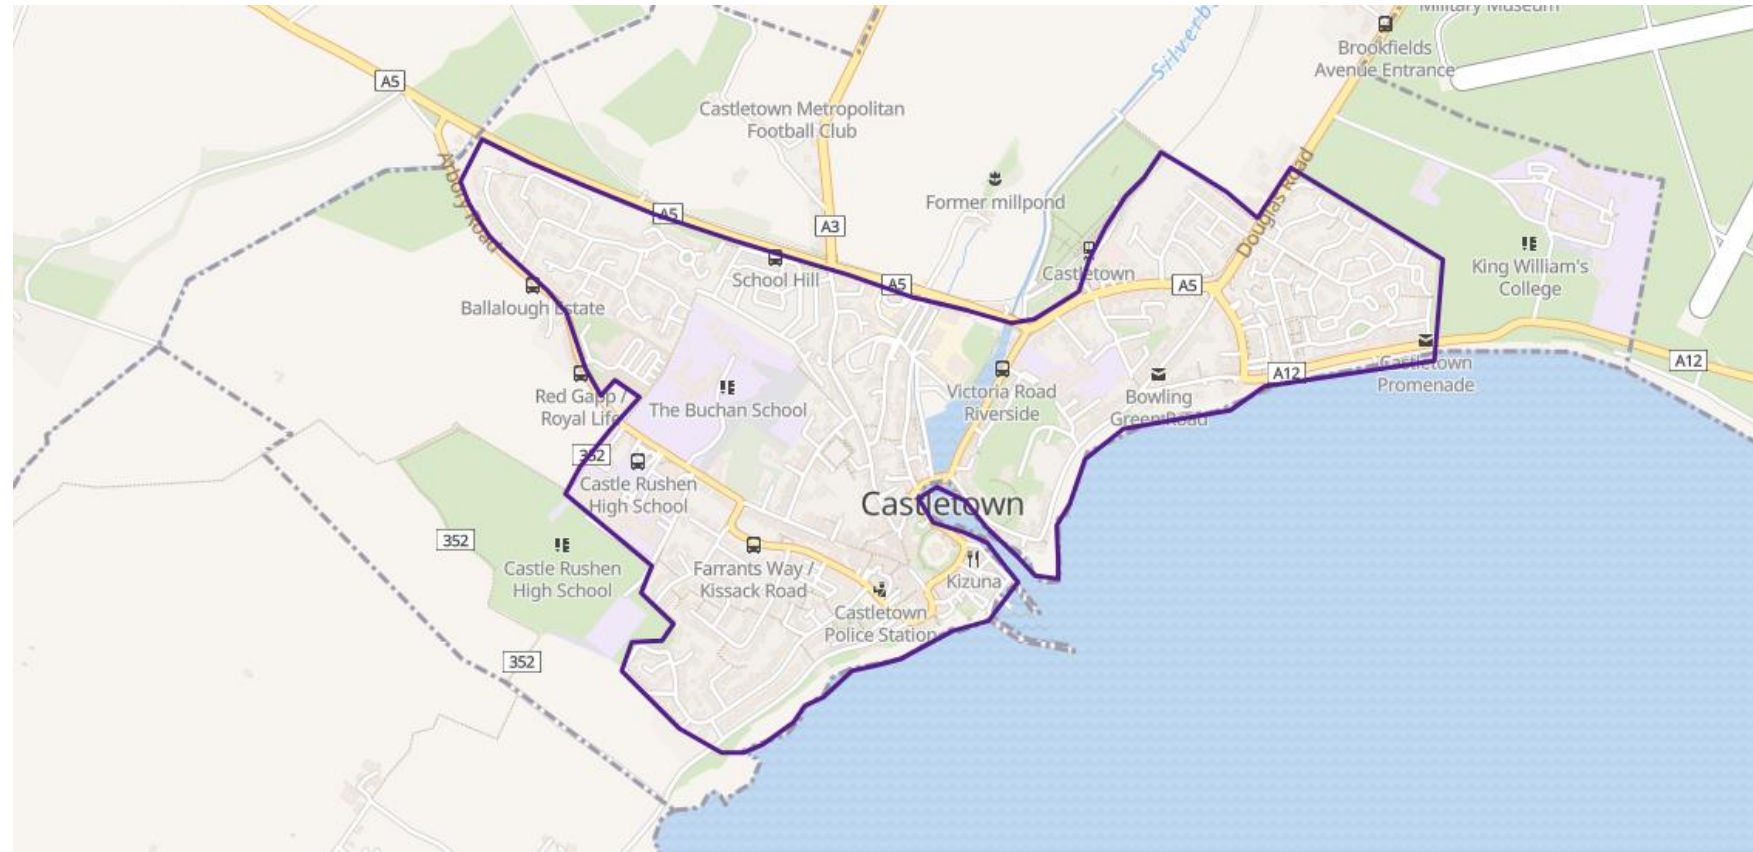 Military Museum
Silverb
Brookfields
Avenue Entrance
A5
Castletown Metropolitan
Football Club
Arbory Road
Former millpond
A5
A3
Douglas Road
King William's
College
School Hill
Castletown
A5
A5
Ballalough Estate
A12
Castletown
Promenade
A12
Red Gapp /
Royal Life
The Buchan School
Victoria Road
Riverside
Bowling
Green Road
352
Castle Rushen
High School
Castletown
352
Castle Rushen
High School
Farrants Way /
Kissack Road
Kizuna
Castletown
Police Station
352